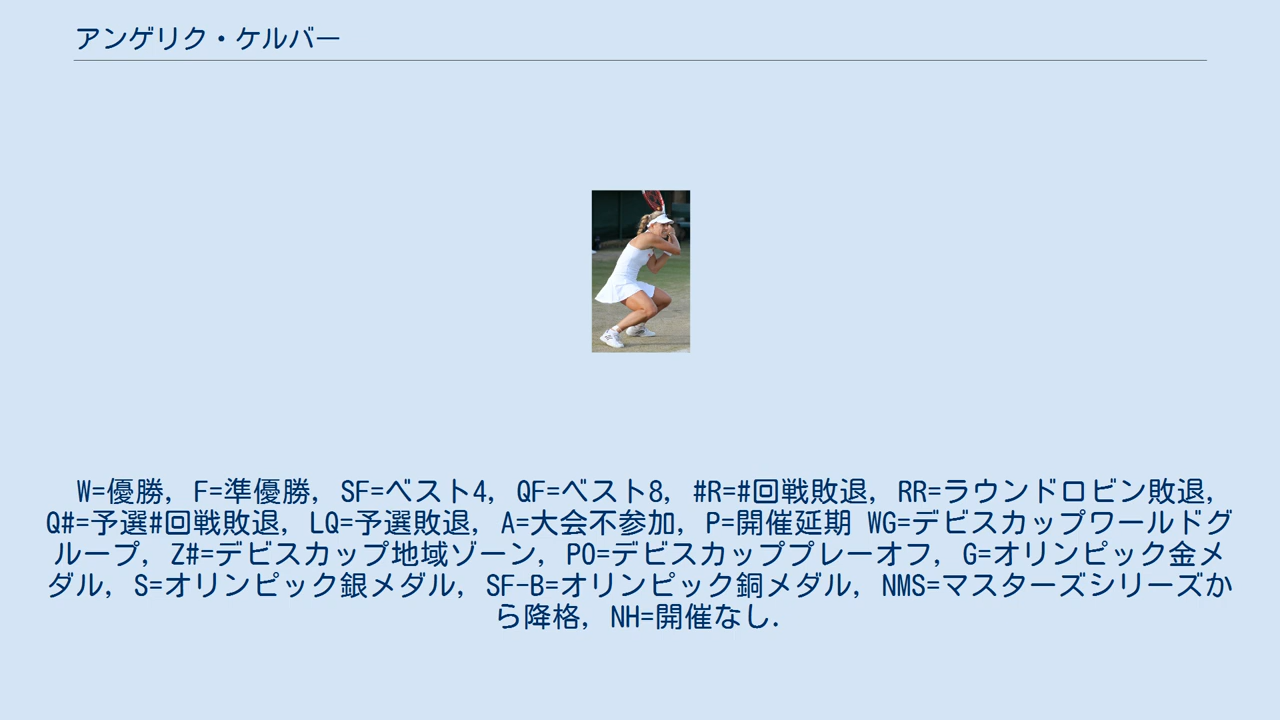 アンゲリク・ケルバー
W=優勝, F=準優勝, SF=ベスト4, QF=ベスト8, #R=#回戦敗退, RR=ラウンドロビン敗退,
Q#=予選#回戦敗退, LQ=予選敗退, A=大会不参加, P=開催延期 WG=デビスカップワールドグ
ループ, Z#=デビスカップ地域ゾーン, PO=デビスカッププレーオフ, G=オリンピック金メ
ダル, S=オリンピック銀メダル, SF-B=オリンピック銅メダル, NMS=マスターズシリーズか
ら降格, NH=開催なし.